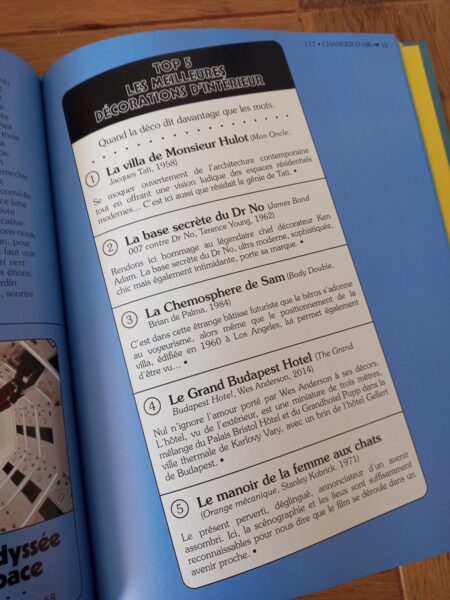 117 • CHANGER D'AIR
TOP 5
LES MEILLEURES
DÉCORATIONS D'INTÉRIEUR
Quand la déco dit davantage que les mots.
1 La villa de Monsieur Hulot (Mon Oncle,
Jacques Tati, 1958)
Se moquer ouvertement de l'architecture contemporaine
tout en offrant une vision ludique des espaces résidentiels
modernes... C'est ici aussi que résidait le génie de Tati. •
2 La base secrète du Dr No (James Bond
007 contre Dr No, Terence Young, 1962)
Rendons ici hommage au légendaire chef décorateur Ken
Adam. La base secrète du Dr No, ultra moderne, sophistiquée,
chic mais également intimidante, porte sa marque. •
3 La Chemosphere de Sam (Body Double,
Brian de Palma, 1984)
C'est dans cette étrange bâtisse futuriste que le héros s'adonne
au voyeurisme, alors même que le positionnement de la
villa, édifiée en 1960 à Los Angeles, lui permet également
d'être vu... •
4 Le Grand Budapest Hotel (The Grand
Budapest Hotel, Wes Anderson, 2014)
Nul n'ignore l'amour porté par Wes Anderson à ses décors.
L'hôtel, vu de l'extérieur, est une miniature de trois mètres,
mélange du Palais Bristol Hôtel et du Grandhotel Pupp dans la
ville thermale de Karlovy Vary, avec un brin de l'hôtel Gellért
de Budapest. •
5 Le manoir de la femme aux chats
(Orange mécanique, Stanley Kubrick, 1971)
Le présent perverti, déglingué, annonciateur d'un avenir
assombri. Ici, la scénographie et les lieux sont suffisamment
reconnaissables pour nous dire que le film se déroule dans un
avenir proche. •
comédie
livre
sourire
dyssée
pace